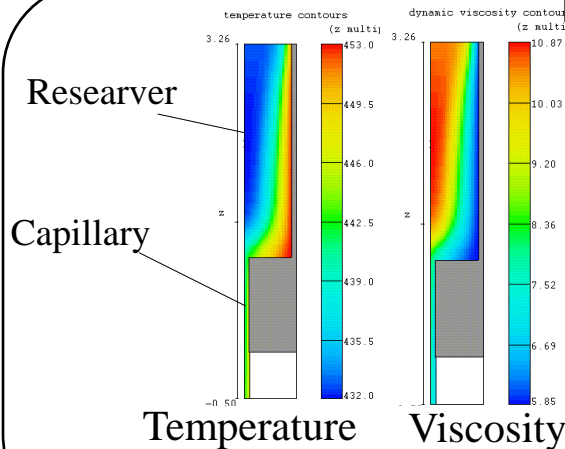 temperature contours
(z multi
dynamic viscosity contour
(z multi
3.26
453.0
449.5
446.0
442.5
439.0
435.5
432.0
z
-0.50
3.26
10.87
10.03
9.20
8.36
7.52
6.69
5.85
z
Researver
Capillary
Temperature
Viscosity